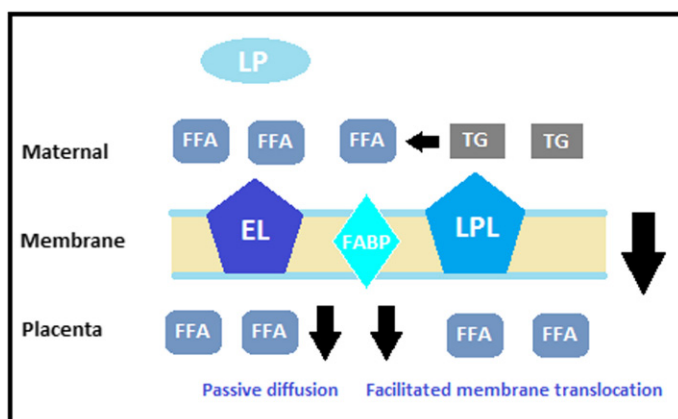 LP
Maternal FFA FFA FFA TG TG
Membrane EL FABP LPL
Placenta FFA FFA FFA FFA
Passive diffusion Facilitated membrane translocation